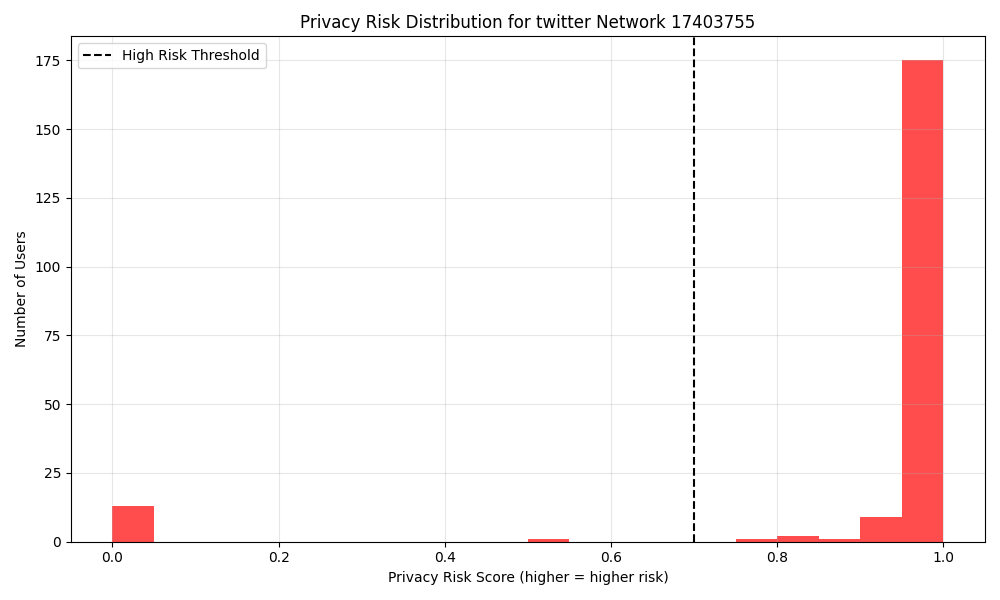 Privacy Risk Distribution for twitter Network 17403755
High Risk Threshold
175
150
125
100
75
50
25
0
Number of Users
0.0 0.2 0.4 0.6 0.8 1.0
Privacy Risk Score (higher = higher risk)